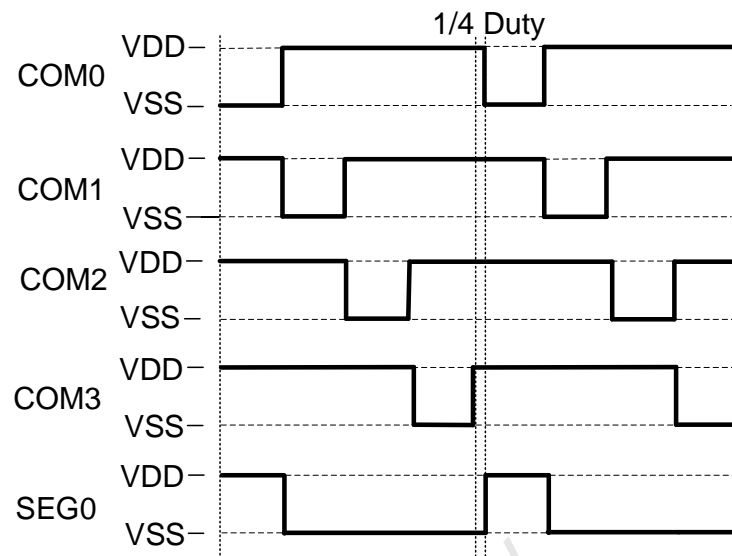 1/4 Duty
VDD
COM0
VSS
VDD
COM1
VSS
VDD
COM2
VSS
VDD
COM3
VSS
VDD
SEG0
VSS